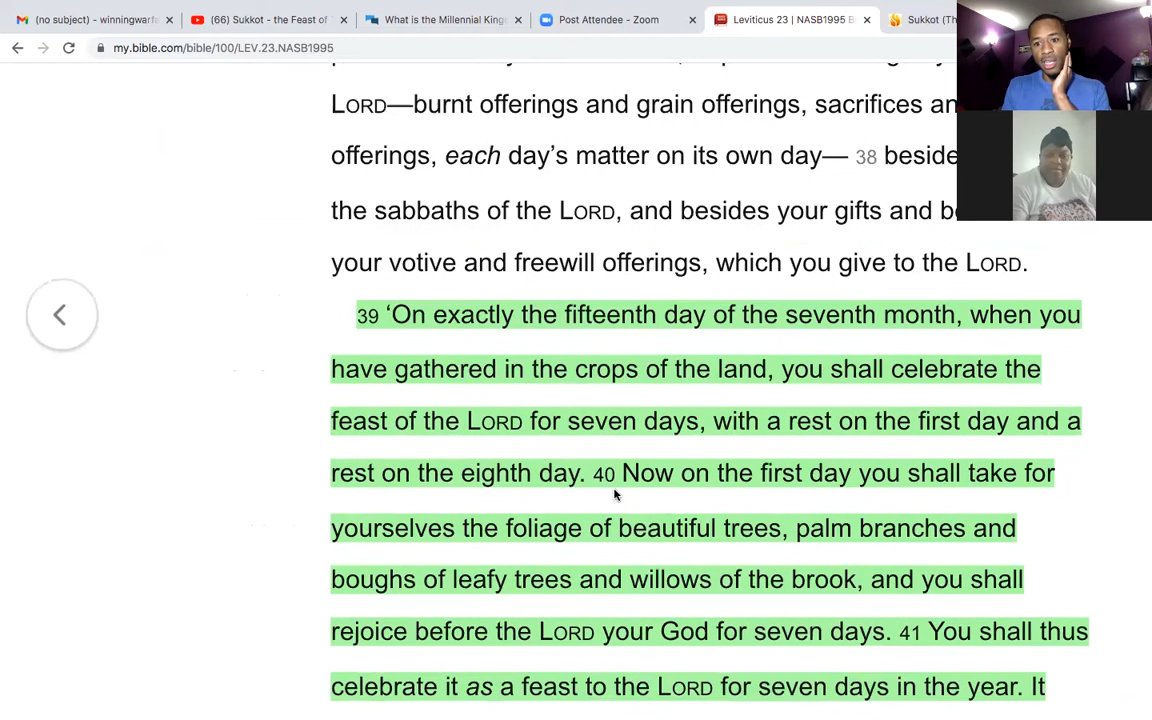 (no subject) - winningwarfa
(66) Sukkot - the Feast of
What is the Millennial King
Post Attendee - Zoom
Leviticus 23 | NASB1995 B
Sukkot (Th
my.bible.com/bible/100/LEV.23.NASB1995
LORD—burnt offerings and grain offerings, sacrifices an
offerings, each day’s matter on its own day— 38 beside
the sabbaths of the LORD, and besides your gifts and be
your votive and freewill offerings, which you give to the LORD.
39 ‘On exactly the fifteenth day of the seventh month, when you
have gathered in the crops of the land, you shall celebrate the
feast of the LORD for seven days, with a rest on the first day and a
rest on the eighth day. 40 Now on the first day you shall take for
yourselves the foliage of beautiful trees, palm branches and
boughs of leafy trees and willows of the brook, and you shall
rejoice before the LORD your God for seven days. 41 You shall thus
celebrate it as a feast to the LORD for seven days in the year. It